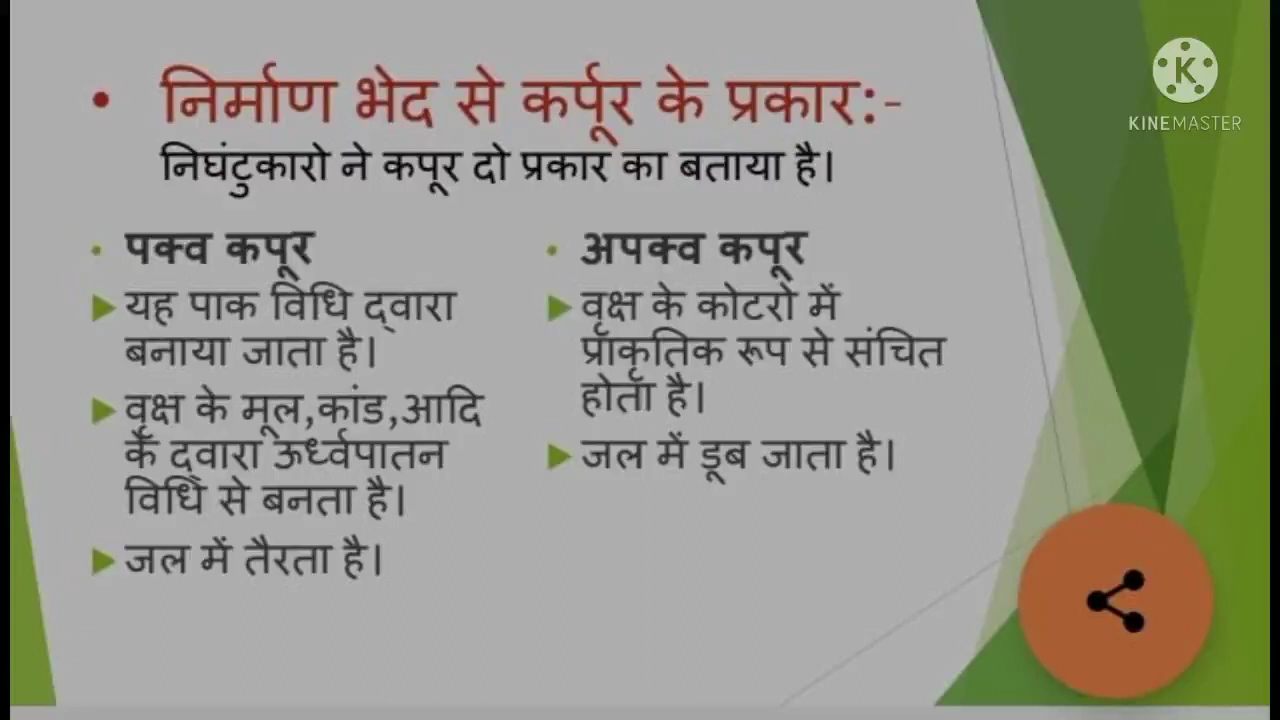 निर्माण भेद से कर्पूर के प्रकार:-
निघंटुकारो ने कपूर दो प्रकार का बताया है।
पक्व कपूर
यह पाक विधि द्वारा
बनाया जाता है।
वृक्ष के मूल,कांड,आदि
के द्वारा ऊर्ध्वपातन
विधि से बनता है।
जल में तैरता है।
अपक्व कपूर
वृक्ष के कोटरो में
प्राकृतिक रूप से संचित
होता है।
जल में डूब जाता है।
K
KINEMASTER